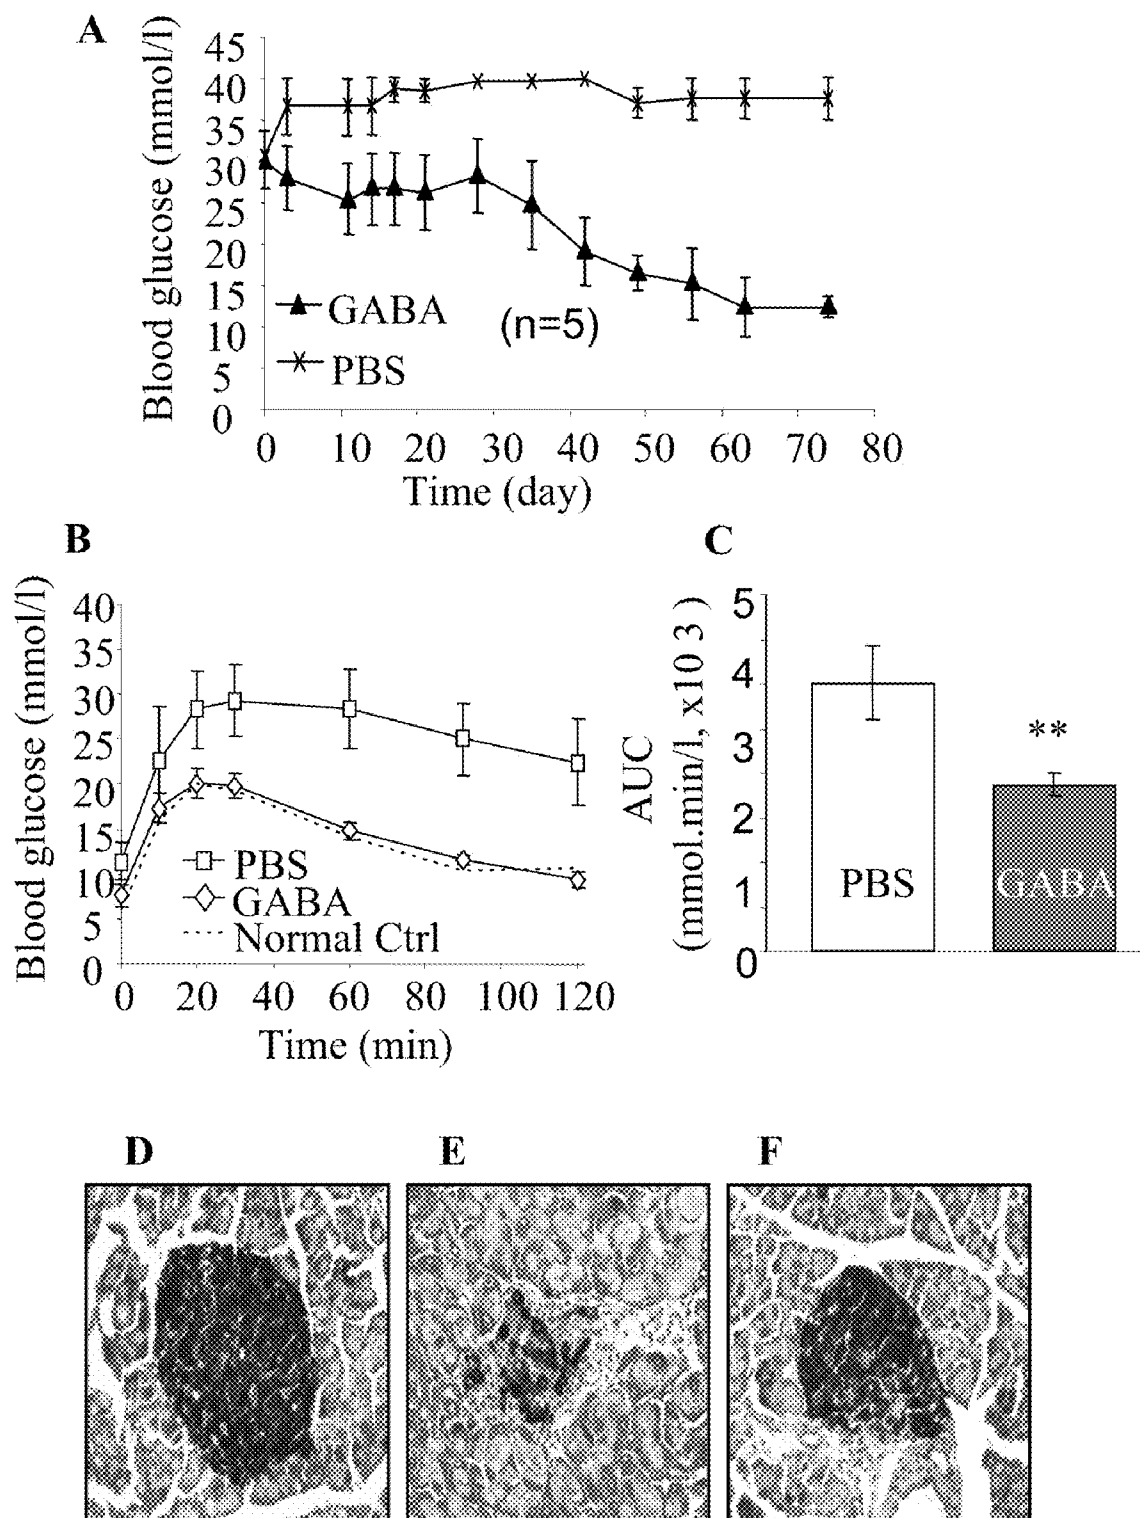 A
Blood glucose (mmol/l)
45
40
35
30
25
20
15
10
5
0
GABA
(n=5)
PBS
0 10 20 30 40 50 60 70 80
Time (day)
B
Blood glucose (mmol/l)
40
35
30
25
20
15
10
5
0
PBS
GABA
Normal Ctrl
0 20 40 60 80 100 120
Time (min)
C
AUC
(mmol.min/l, x10 3 )
5
4
3
2
1
0
**
PBS
GABA
D E F